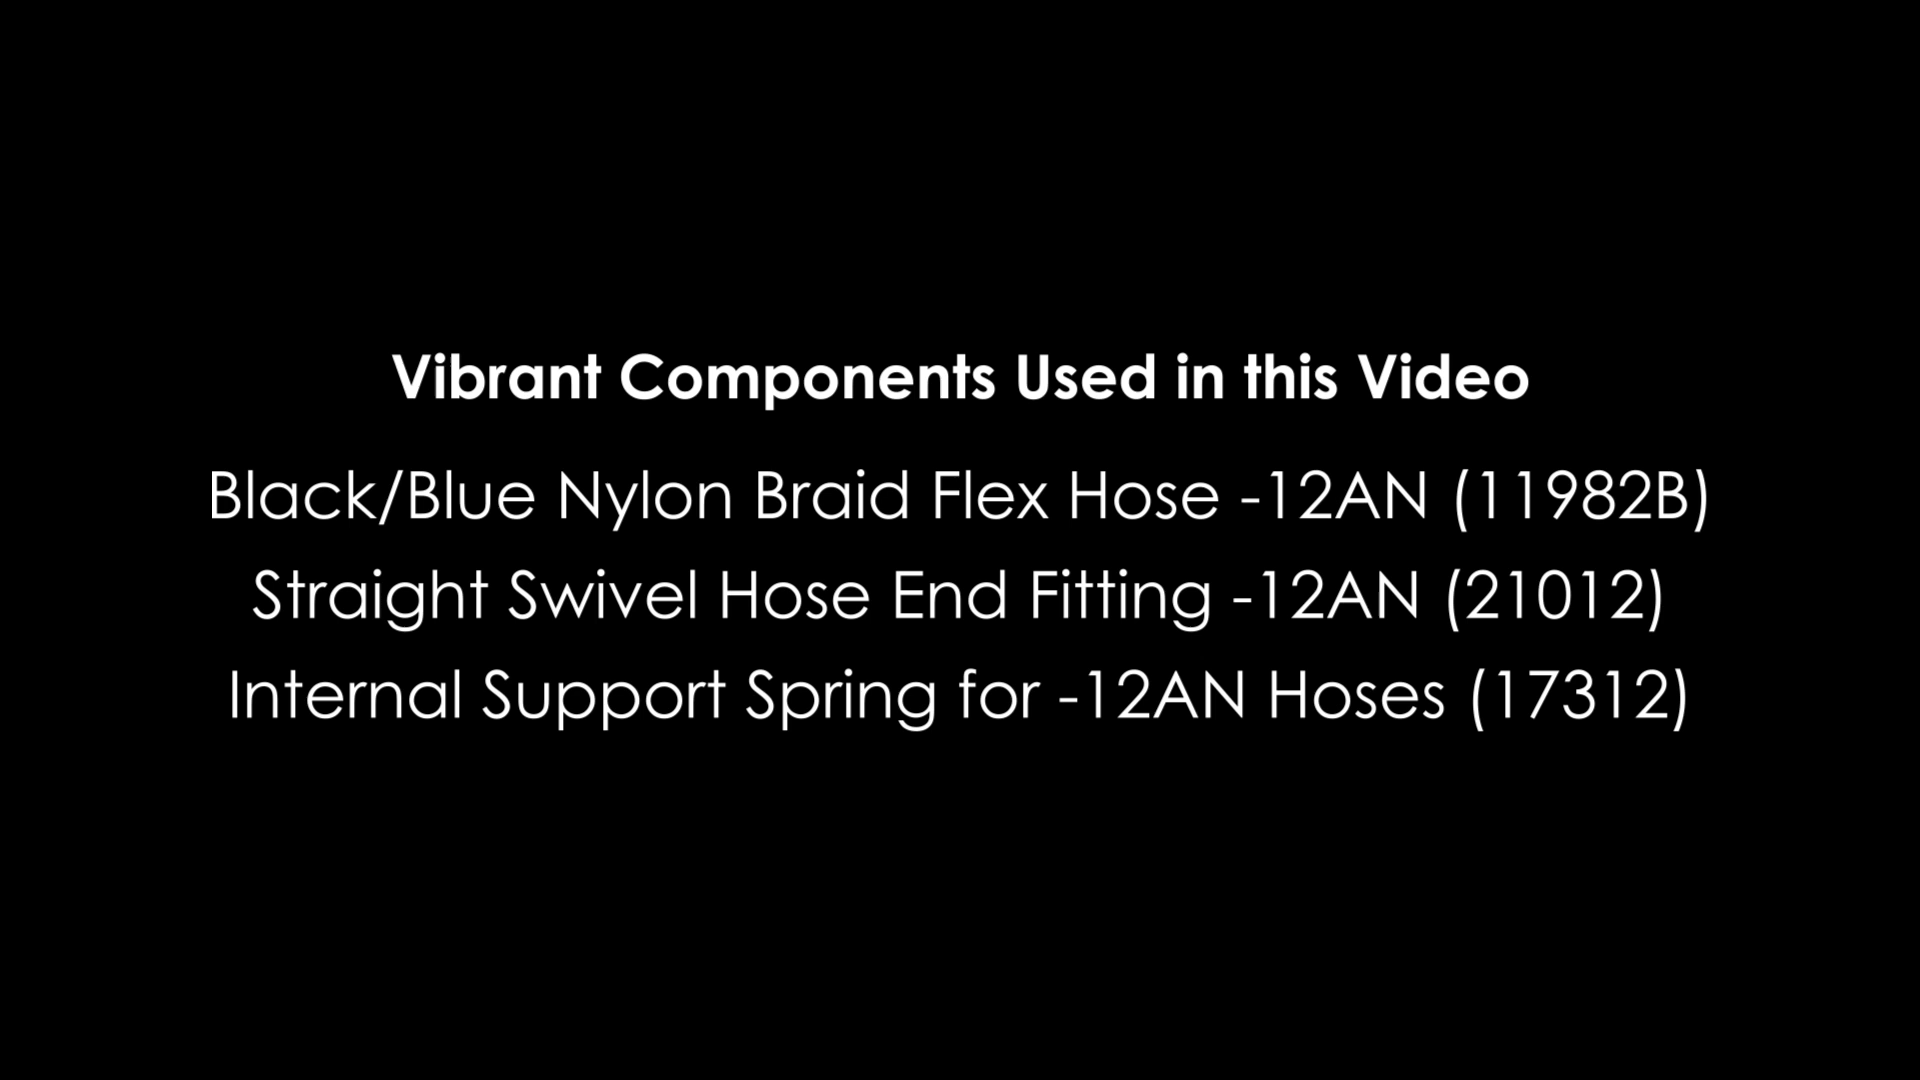 Vibrant Components Used in this Video
Black/Blue Nylon Braid Flex Hose -12AN (11982B)
Straight Swivel Hose End Fitting -12AN (21012)
Internal Support Spring for -12AN Hoses (17312)